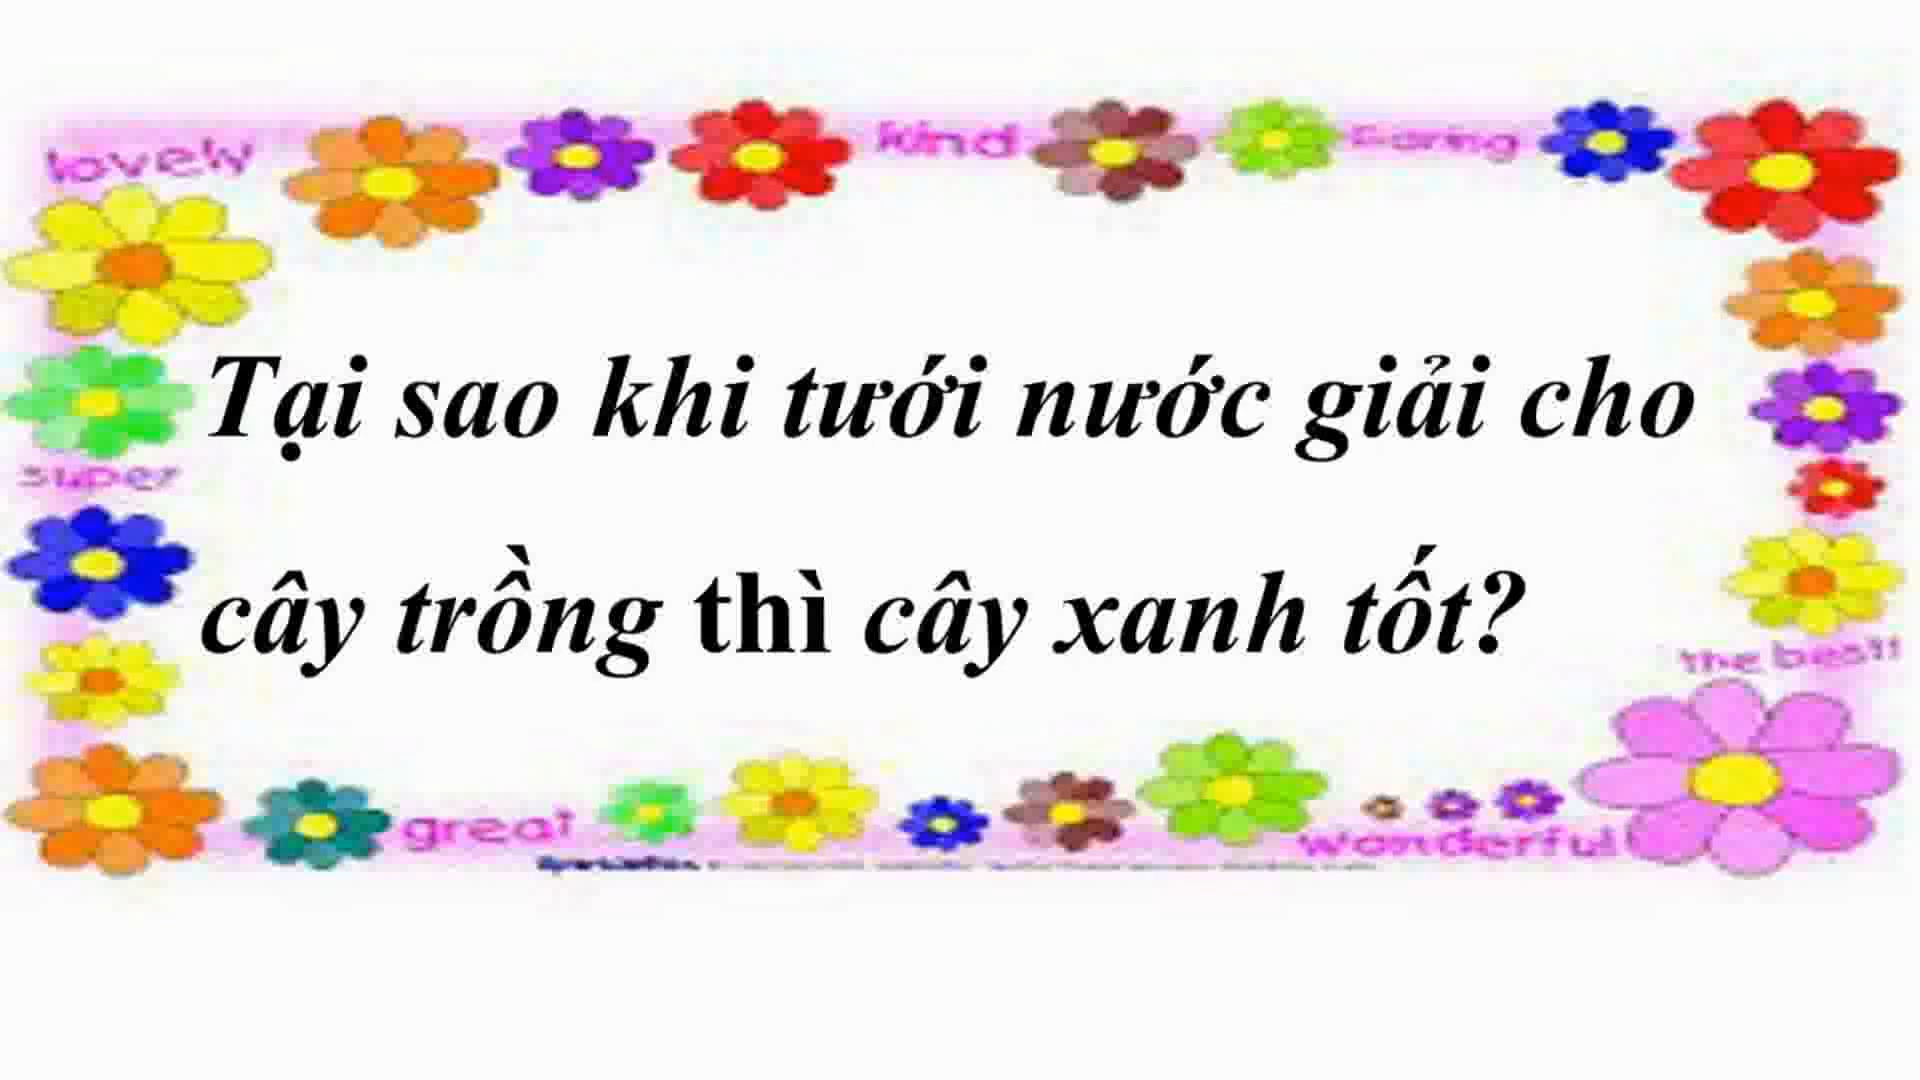 lovely
kind
caring
Tại sao khi tưới nước giải cho
super
cây trồng thì cây xanh tốt?
the best!
great
wonderful